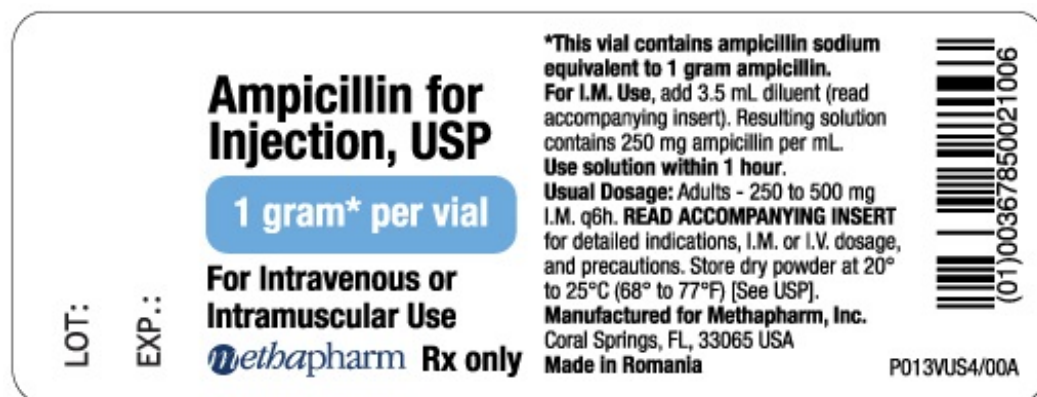 LOT:
EXP.:
Ampicillin for
Injection, USP
1 gram* per vial
For Intravenous or
Intramuscular Use
methapharm Rx only
*This vial contains ampicillin sodium
equivalent to 1 gram ampicillin.
For I.M. Use, add 3.5 mL diluent (read
accompanying insert). Resulting solution
contains 250 mg ampicillin per mL.
Use solution within 1 hour.
Usual Dosage: Adults - 250 to 500 mg
I.M. q6h. READ ACCOMPANYING INSERT
for detailed indications, I.M. or I.V. dosage,
and precautions. Store dry powder at 20°
to 25°C (68° to 77°F) [See USP].
Manufactured for Methapharm, Inc.
Coral Springs, FL, 33065 USA
Made in Romania
(01)00367850021006
P013VUS4/00A